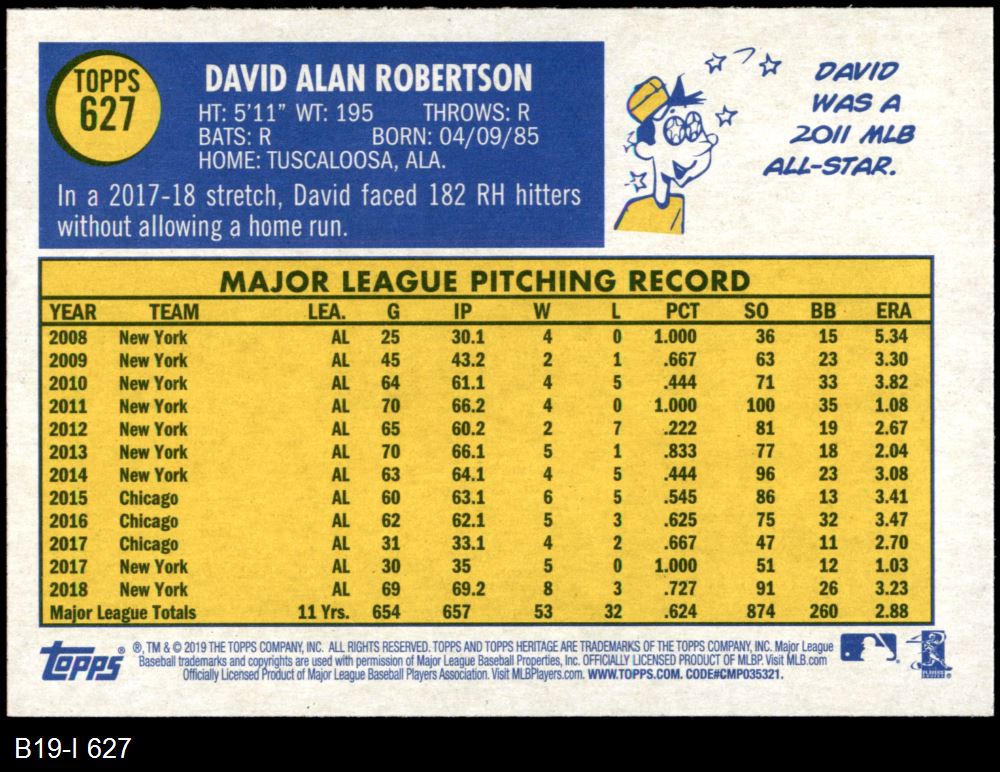 TOPPS
627
DAVID ALAN ROBERTSON
HT: 5'11" WT: 195 THROWS: R
BATS: R BORN: 04/09/85
HOME: TUSCALOOSA, ALA.
In a 2017-18 stretch, David faced 182 RH hitters
without allowing a home run.
DAVID
WAS A
2011 MLB
ALL-STAR.
MAJOR LEAGUE PITCHING RECORD
YEAR TEAM LEA. G IP W L PCT SO BB ERA
2008 New York AL 25 30.1 4 0 1.000 36 15 5.34
2009 New York AL 45 43.2 2 1 .667 63 23 3.30
2010 New York AL 64 61.1 4 5 .444 71 33 3.82
2011 New York AL 70 66.2 4 0 1.000 100 35 1.08
2012 New York AL 65 60.2 2 7 .222 81 19 2.67
2013 New York AL 70 66.1 5 1 .833 77 18 2.04
2014 New York AL 63 64.1 4 5 .444 96 23 3.08
2015 Chicago AL 60 63.1 6 5 .545 86 13 3.41
2016 Chicago AL 62 62.1 5 3 .625 75 32 3.47
2017 Chicago AL 31 33.1 4 2 .667 47 11 2.70
2017 New York AL 30 35 5 0 1.000 51 12 1.03
2018 New York AL 69 69.2 8 3 .727 91 26 3.23
Major League Totals 11 Yrs. 654 657 53 32 .624 874 260 2.88
topps®
®, TM & © 2019 THE TOPPS COMPANY, INC. ALL RIGHTS RESERVED. TOPPS AND TOPPS HERITAGE ARE TRADEMARKS OF THE TOPPS COMPANY, INC. Major League
Baseball trademarks and copyrights are used with permission of Major League Baseball Properties, Inc. OFFICIALLY LICENSED PRODUCT OF MLBP. Visit MLB.com
Officially Licensed Product of Major League Baseball Players Association. Visit MLBPlayers.com. WWW.TOPPS.COM. CODE#CMP035321.
B19-I 627